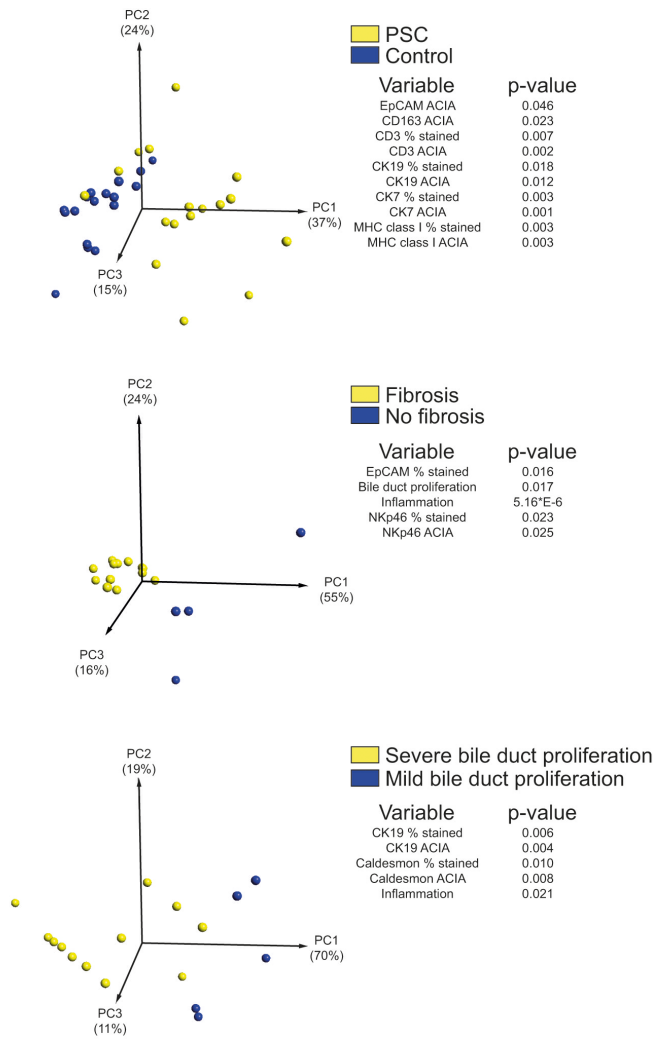 PC2
(24%)
PSC
Control
Variable p-value
EpCAM ACIA 0.046
CD163 ACIA 0.023
CD3 % stained 0.007
CD3 ACIA 0.002
CK19 % stained 0.018
CK19 ACIA 0.012
CK7 % stained 0.003
CK7 ACIA 0.001
MHC class I % stained 0.003
MHC class I ACIA 0.003
PC1
(37%)
PC3
(15%)
PC2
(24%)
Fibrosis
No fibrosis
Variable p-value
EpCAM % stained 0.016
Bile duct proliferation 0.017
Inflammation 5.16*E-6
NKp46 % stained 0.023
NKp46 ACIA 0.025
PC1
(55%)
PC3
(16%)
PC2
(19%)
Severe bile duct proliferation
Mild bile duct proliferation
Variable p-value
CK19 % stained 0.006
CK19 ACIA 0.004
Caldesmon % stained 0.010
Caldesmon ACIA 0.008
Inflammation 0.021
PC1
(70%)
PC3
(11%)